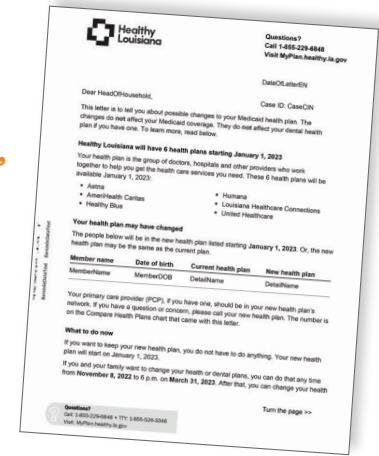 Healthy
Louisiana
Questions?
Call 1-855-229-6848
Visit MyPlan.healthy.la.gov
DateOfLetterEN
Case ID: CaseCIN
Dear HeadOfHousehold,
This letter is to tell you about possible changes to your Medicaid health plan. The
changes do not affect your Medicaid coverage. They do not affect your dental health
plan if you have one. To learn more, read below.
Healthy Louisiana will have 6 health plans starting January 1, 2023
Your health plan is the group of doctors, hospitals and other providers who work
together to help you get the health care services you need. These 6 health plans will be
available January 1, 2023:
• Aetna
• AmeriHealth Caritas
• Healthy Blue
• Humana
• Louisiana Healthcare Connections
• United Healthcare
Your health plan may have changed
The people below will be in the new health plan listed starting January 1, 2023. Or, the new
health plan may be the same as the current plan.
Member name Date of birth Current health plan New health plan
MemberName MemberDOB DetailName DetailName
Your primary care provider (PCP), if you have one, should be in your new health plan's
network. If you have a question or concern, please call your new health plan. The number is
on the Compare Health Plans chart that came with this letter.
What to do now
If you want to keep your new health plan, you do not have to do anything. Your new health
plan will start on January 1, 2023.
If you and your family want to change your health or dental plans, you can do that any time
from November 8, 2022 to 6 p.m. on March 31, 2023. After that, you can change your health
Turn the page >>
Questions?
Call: 1-855-229-6848 • TTY: 1-855-526-3346
Visit: MyPlan.healthy.la.gov